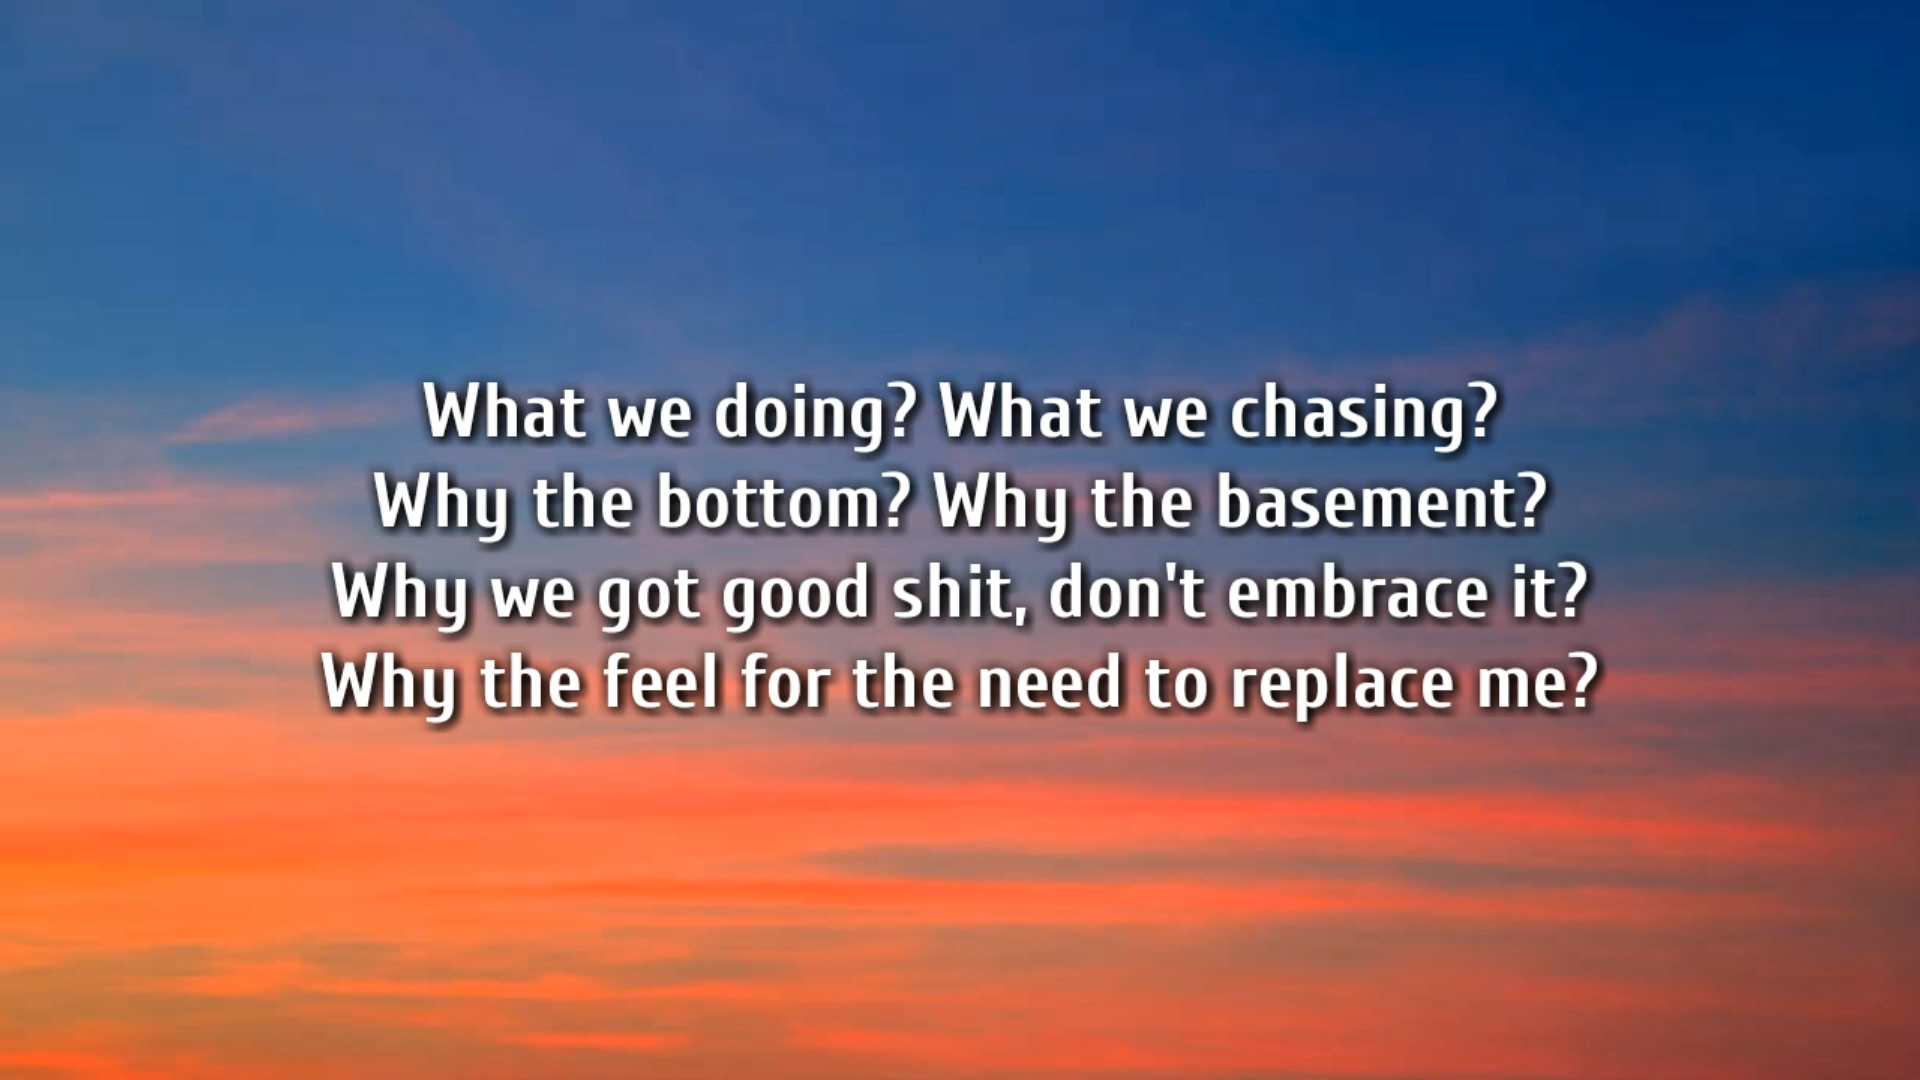 What we doing? What we chasing?
Why the bottom? Why the basement?
Why we got good shit, don't embrace it?
Why the feel for the need to replace me?